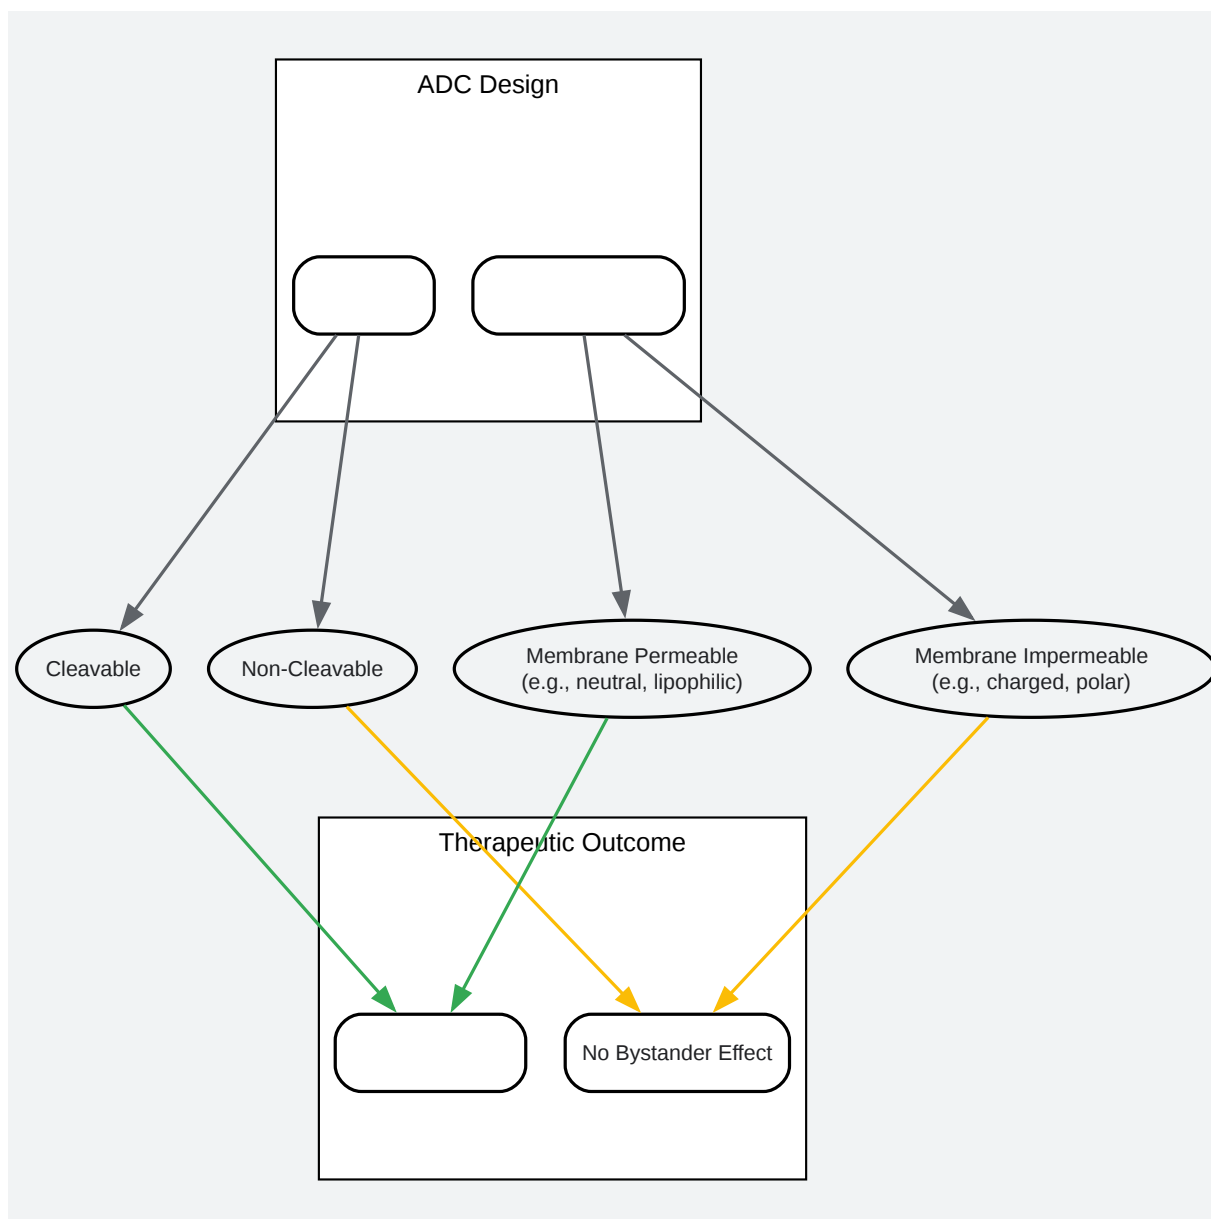 ADC Design
Cleavable
Non-Cleavable
Membrane Permeable
(e.g., neutral, lipophilic)
Membrane Impermeable
(e.g., charged, polar)
Therapeutic Outcome
No Bystander Effect